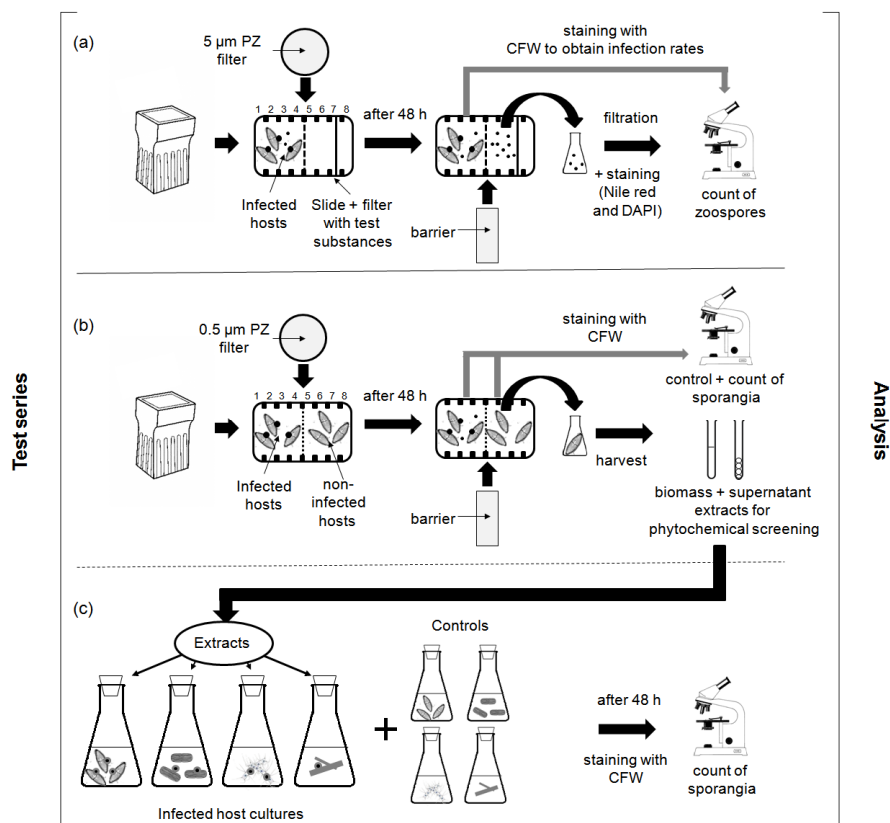 (a)
5 µm PZ
filter
staining with
CFW to obtain infection rates
1 2 3 4 5 6 7 8
after 48 h
filtration
+ staining
(Nile red
and DAPI)
count of
zoospores
Infected
hosts
Slide + filter
with test
substances
barrier
(b)
0.5 µm PZ
filter
staining with
CFW
1 2 3 4 5 6 7 8
after 48 h
control + count of
sporangia
harvest
Infected
hosts
non-
infected
hosts
barrier
biomass + supernatant
extracts for
phytochemical screening
Test series
Analysis
(c)
Extracts
Controls
after 48 h
staining with
CFW
count of
sporangia
Infected host cultures